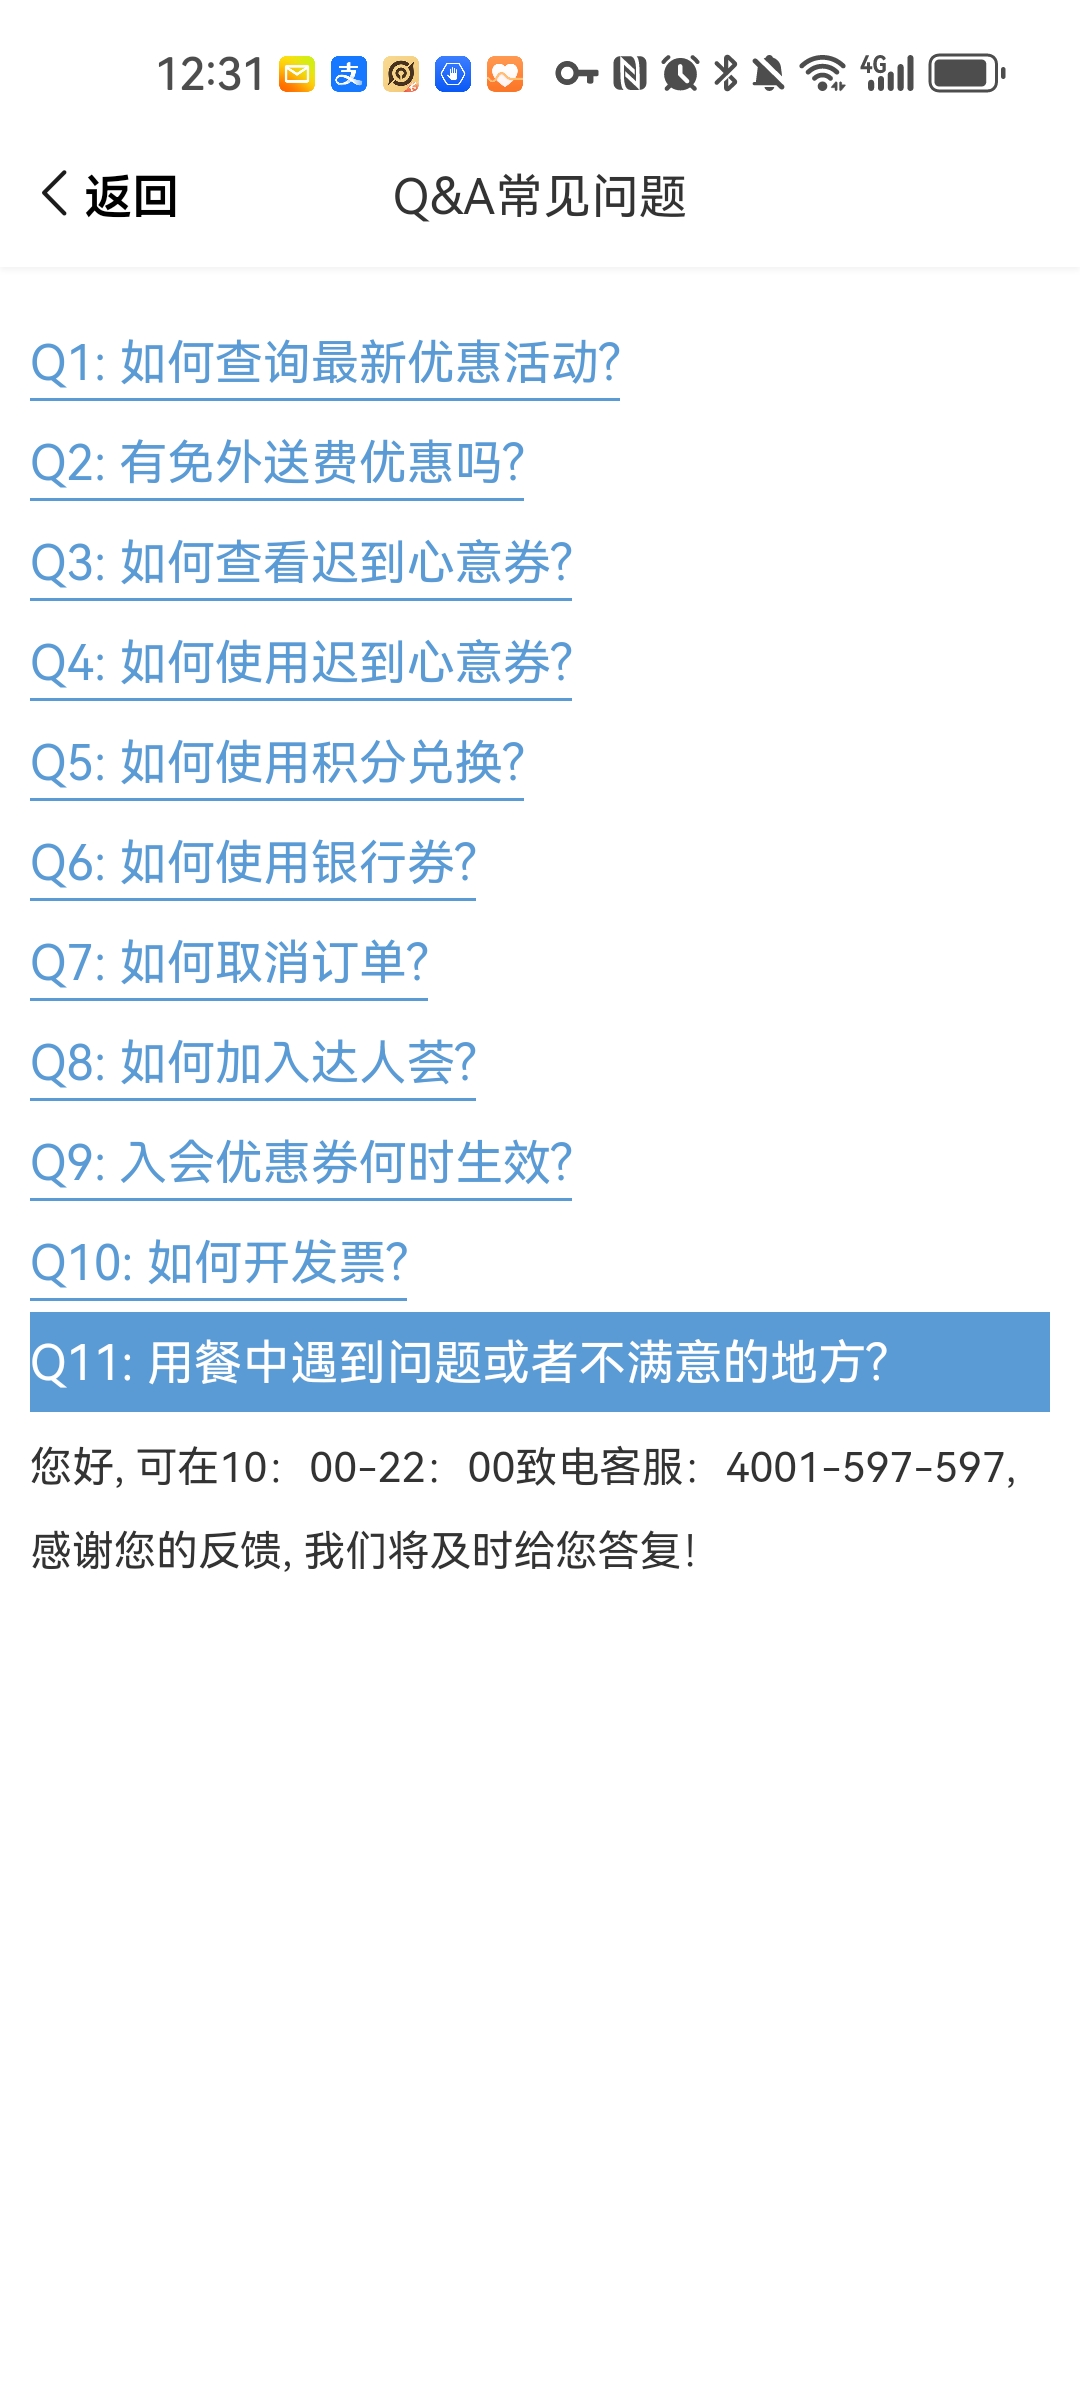 12:31
4G
返回
Q&A常见问题
Q1: 如何查询最新优惠活动?
Q2: 有免外送费优惠吗?
Q3: 如何查看迟到心意券?
Q4: 如何使用迟到心意券?
Q5: 如何使用积分兑换?
Q6: 如何使用银行券?
Q7: 如何取消订单?
Q8: 如何加入达人荟?
Q9: 入会优惠券何时生效?
Q10: 如何开发票?
Q11: 用餐中遇到问题或者不满意的地方?
您好, 可在10：00-22：00致电客服：4001-597-597,
感谢您的反馈, 我们将及时给您答复!